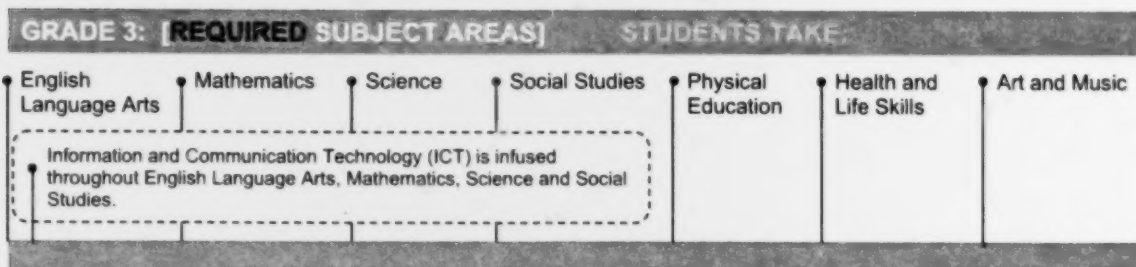 GRADE 3: [REQUIRED SUBJECT AREAS] STUDENTS TAKE:
English
Language Arts
Mathematics
Science
Social Studies
Physical
Education
Health and
Life Skills
Art and Music
Information and Communication Technology (ICT) is infused
throughout English Language Arts, Mathematics, Science and Social
Studies.